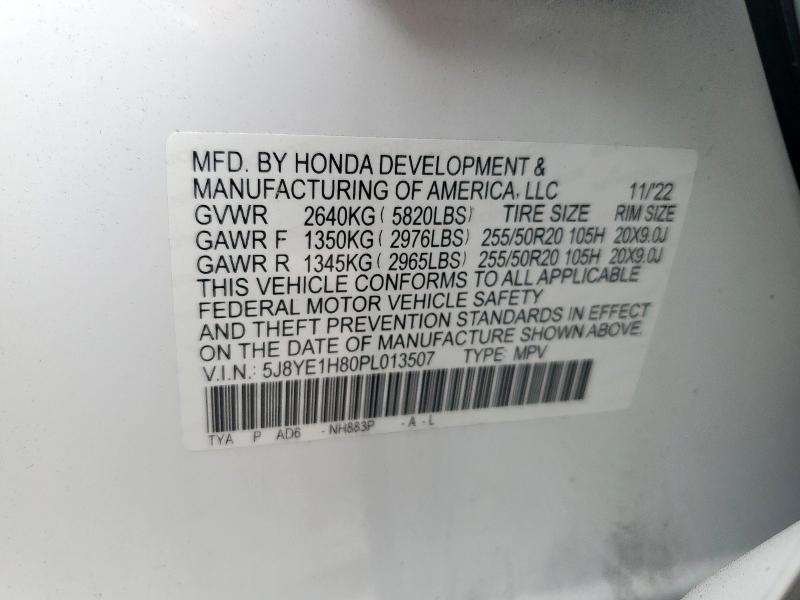 MFD. BY HONDA DEVELOPMENT &
MANUFACTURING OF AMERICA, LLC 11/'22
GVWR 2640KG ( 5820LBS) TIRE SIZE RIM SIZE
GAWR F 1350KG ( 2976LBS) 255/50R20 105H 20X9.0J
GAWR R 1345KG ( 2965LBS) 255/50R20 105H 20X9.0J
THIS VEHICLE CONFORMS TO ALL APPLICABLE
FEDERAL MOTOR VEHICLE SAFETY
AND THEFT PREVENTION STANDARDS IN EFFECT
ON THE DATE OF MANUFACTURE SHOWN ABOVE.
V.I.N.: 5J8YE1H80PL013507 TYPE: MPV
TYA P AD6 - NH883P - A - L